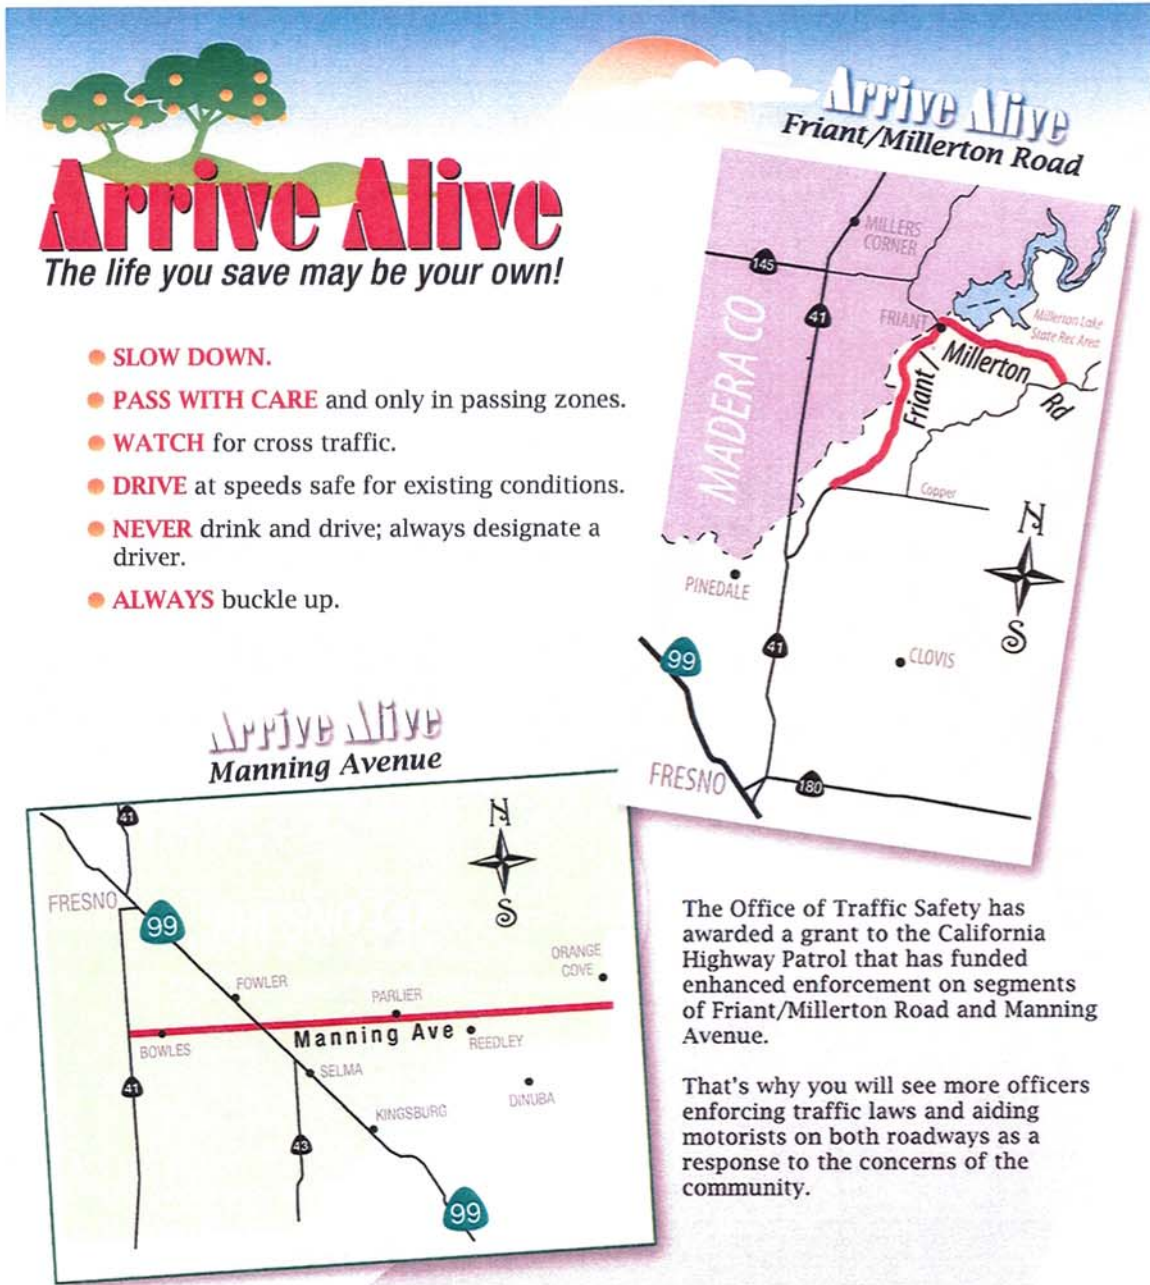 Arrive Alive
The life you save may be your own!
SLOW DOWN.
PASS WITH CARE and only in passing zones.
WATCH for cross traffic.
DRIVE at speeds safe for existing conditions.
NEVER drink and drive; always designate a
driver.
ALWAYS buckle up.
Arrive Alive
Friant/Millerton Road
MILLERS
CORNER
145
41
MADERA CO
FRIANT
Millerton Lake
State Rec Area
Friant/
Millerton
Rd
Copper
N
S
PINEDALE
99
41
CLOVIS
FRESNO
180
Arrive Alive
Manning Avenue
41
N
S
FRESNO
99
ORANGE
COVE
FOWLER
PARLIER
Manning Ave
BOWLES
REEDLEY
SELMA
41
DINUBA
KINGSBURG
43
99
The Office of Traffic Safety has
awarded a grant to the California
Highway Patrol that has funded
enhanced enforcement on segments
of Friant/Millerton Road and Manning
Avenue.
That's why you will see more officers
enforcing traffic laws and aiding
motorists on both roadways as a
response to the concerns of the
community.